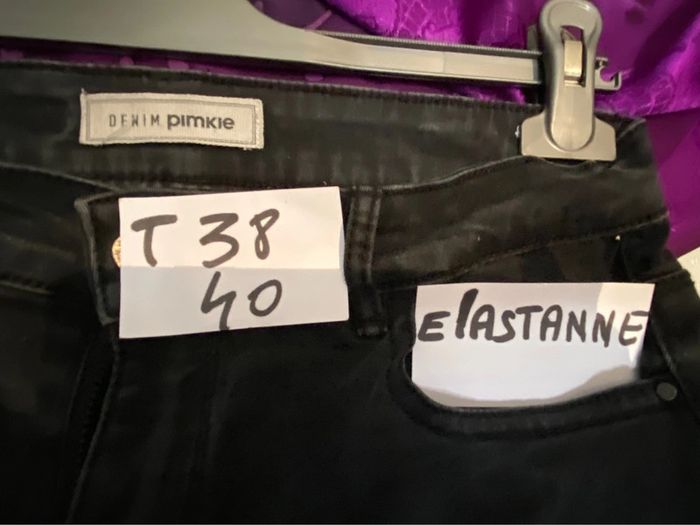 DENIM pimkie
T 38
40
ElASTANNE